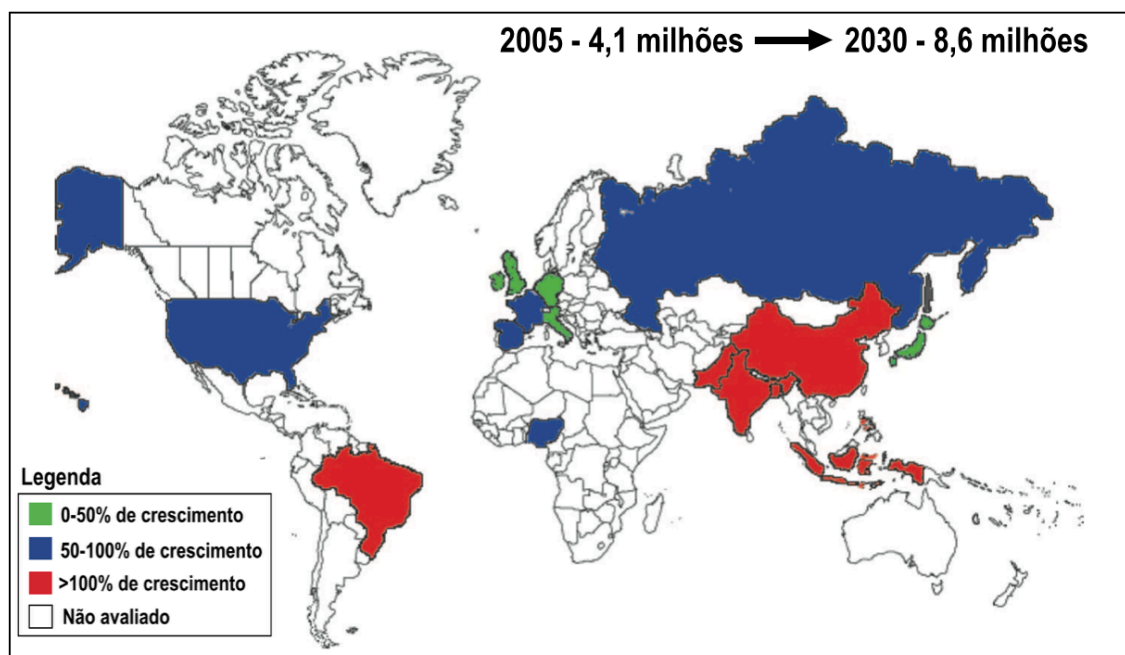 2005 - 4,1 milhões 2030 - 8,6 milhões
Legenda
0-50% de crescimento
50-100% de crescimento
>100% de crescimento
Não avaliado